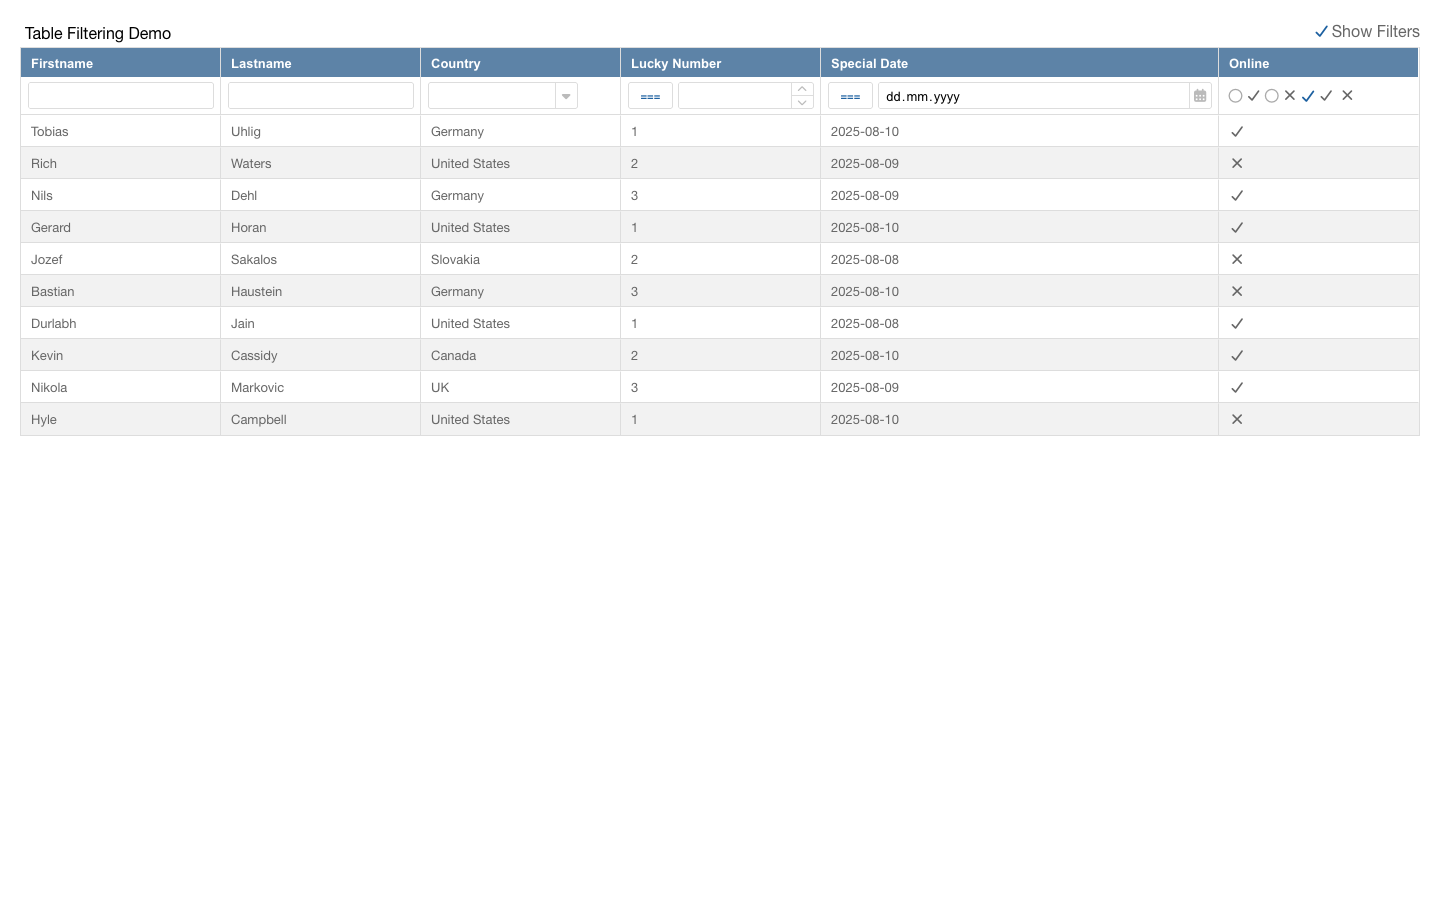 Table Filtering Demo
Show Filters
Firstname Lastname Country Lucky Number Special Date Online
=== === dd.mm.yyyy
Tobias Uhlig Germany 1 2025-08-10
Rich Waters United States 2 2025-08-09
Nils Dehl Germany 3 2025-08-09
Gerard Horan United States 1 2025-08-10
Jozef Sakalos Slovakia 2 2025-08-08
Bastian Haustein Germany 3 2025-08-10
Durlabh Jain United States 1 2025-08-08
Kevin Cassidy Canada 2 2025-08-10
Nikola Markovic UK 3 2025-08-09
Hyle Campbell United States 1 2025-08-10